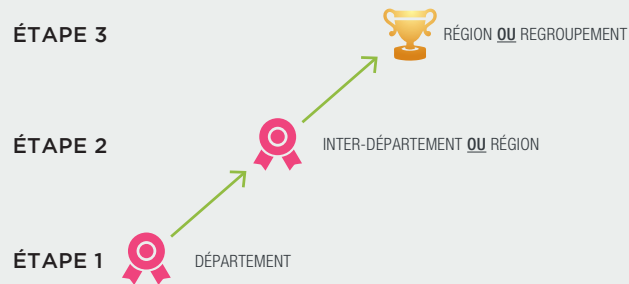 ÉTAPE 3 RÉGION OU REGROUPEMENT
ÉTAPE 2 INTER-DÉPARTEMENT OU RÉGION
ÉTAPE 1 DÉPARTEMENT